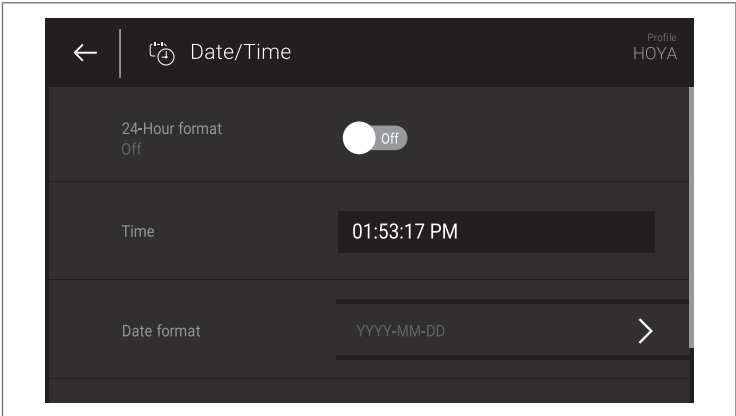 Date/Time
Profile
HOYA
24-Hour format
Off
Off
Time
01:53:17 PM
Date format
YYYY-MM-DD